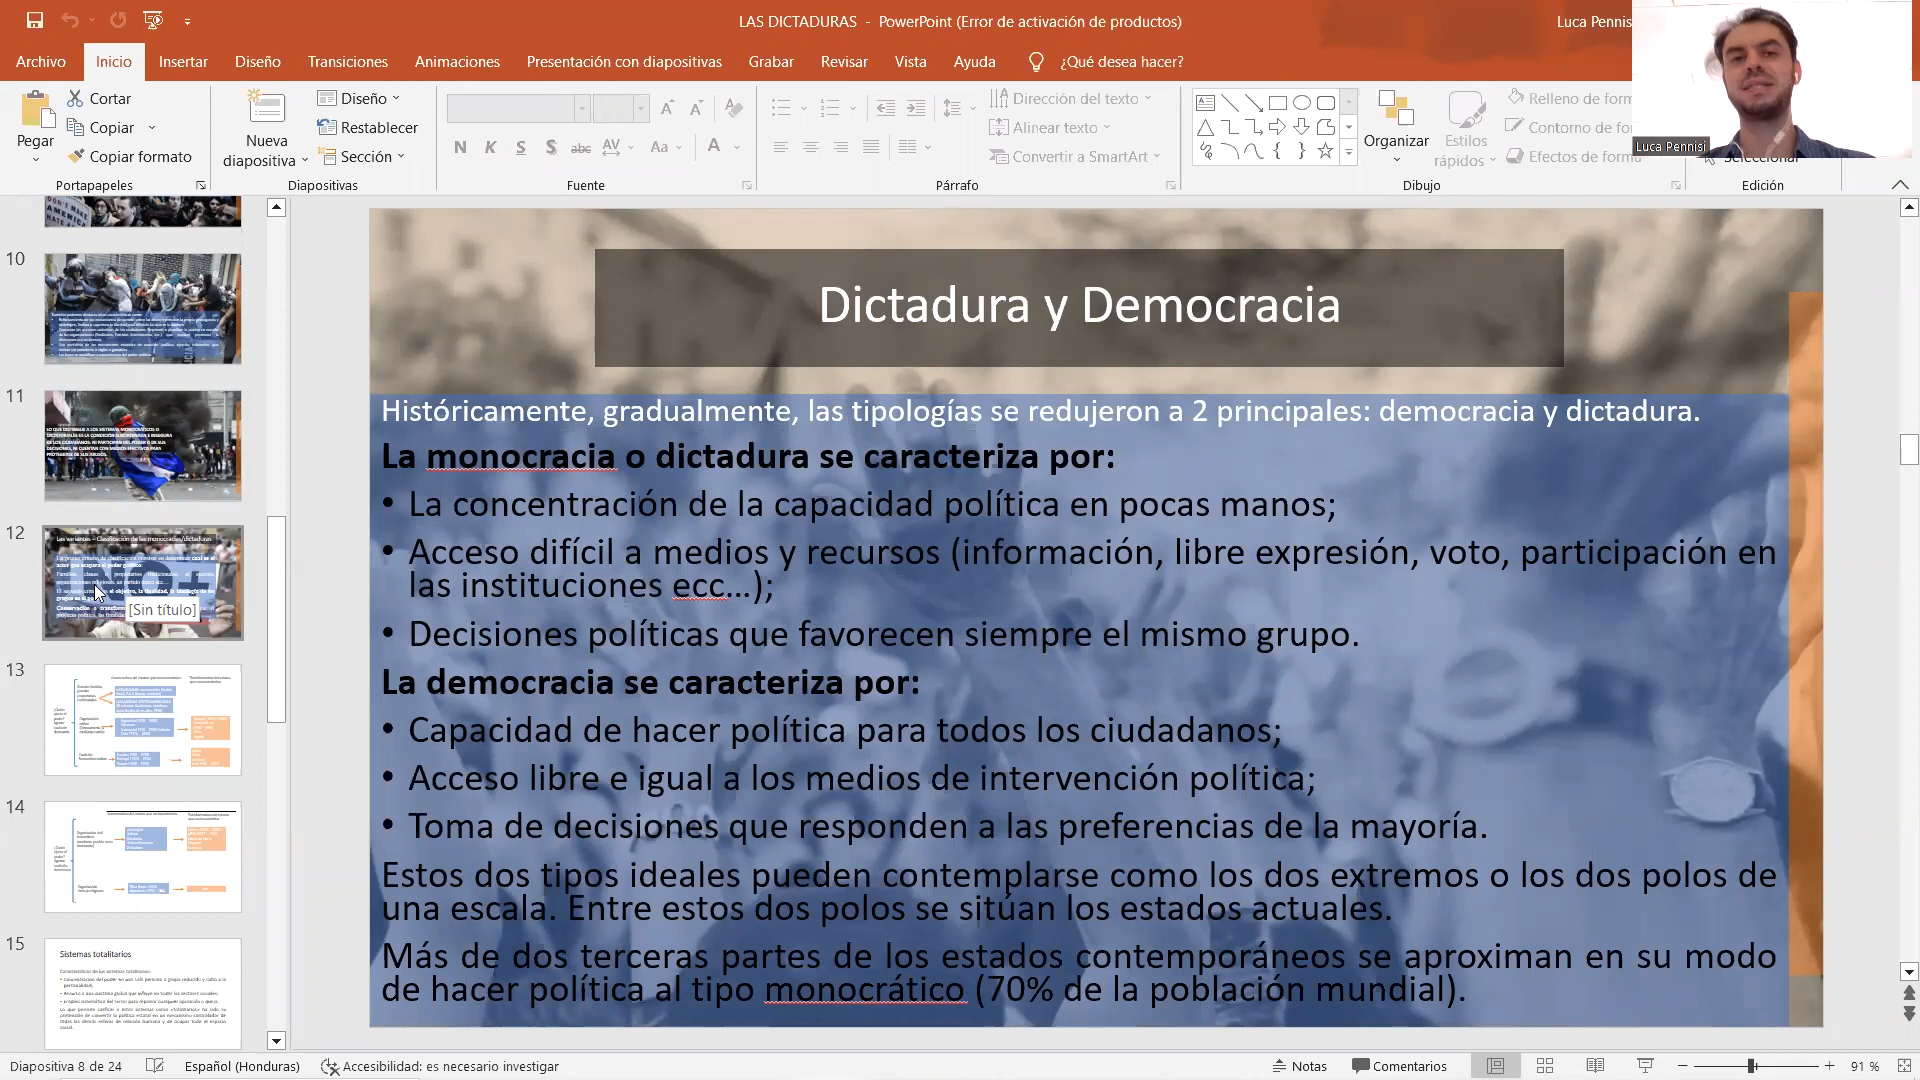 LAS DICTADURAS - PowerPoint (Error de activación de productos)
Luca Pennis
Archivo Inicio Insertar Diseño Transiciones Animaciones Presentación con diapositivas Grabar Revisar Vista Ayuda ¿Qué desea hacer?
Pegar
Cortar
Copiar
Copiar formato
Portapapeles
Nueva
diapositiva
Diseño
Restablecer
Sección
Diapositivas
N K S S abc AV Aa A
Fuente
Dirección del texto
Alinear texto
Convertir a SmartArt
Párrafo
Organizar
Estilos
rápidos
Relleno de form
Contorno de fo
Efectos de forma
Dibujo
Seleccionar
Edición
Luca Pennisi
10
11
12
[Sin título]
13
14
15
Sistemas totalitarios
Dictadura y Democracia
Históricamente, gradualmente, las tipologías se redujeron a 2 principales: democracia y dictadura.
La monocracia o dictadura se caracteriza por:
• La concentración de la capacidad política en pocas manos;
• Acceso difícil a medios y recursos (información, libre expresión, voto, participación en
las instituciones ecc...);
• Decisiones políticas que favorecen siempre el mismo grupo.
La democracia se caracteriza por:
• Capacidad de hacer política para todos los ciudadanos;
• Acceso libre e igual a los medios de intervención política;
• Toma de decisiones que responden a las preferencias de la mayoría.
Estos dos tipos ideales pueden contemplarse como los dos extremos o los dos polos de
una escala. Entre estos dos polos se sitúan los estados actuales.
Más de dos terceras partes de los estados contemporáneos se aproximan en su modo
de hacer política al tipo monocrático (70% de la población mundial).
Diapositiva 8 de 24 Español (Honduras) Accesibilidad: es necesario investigar Notas Comentarios 91 %